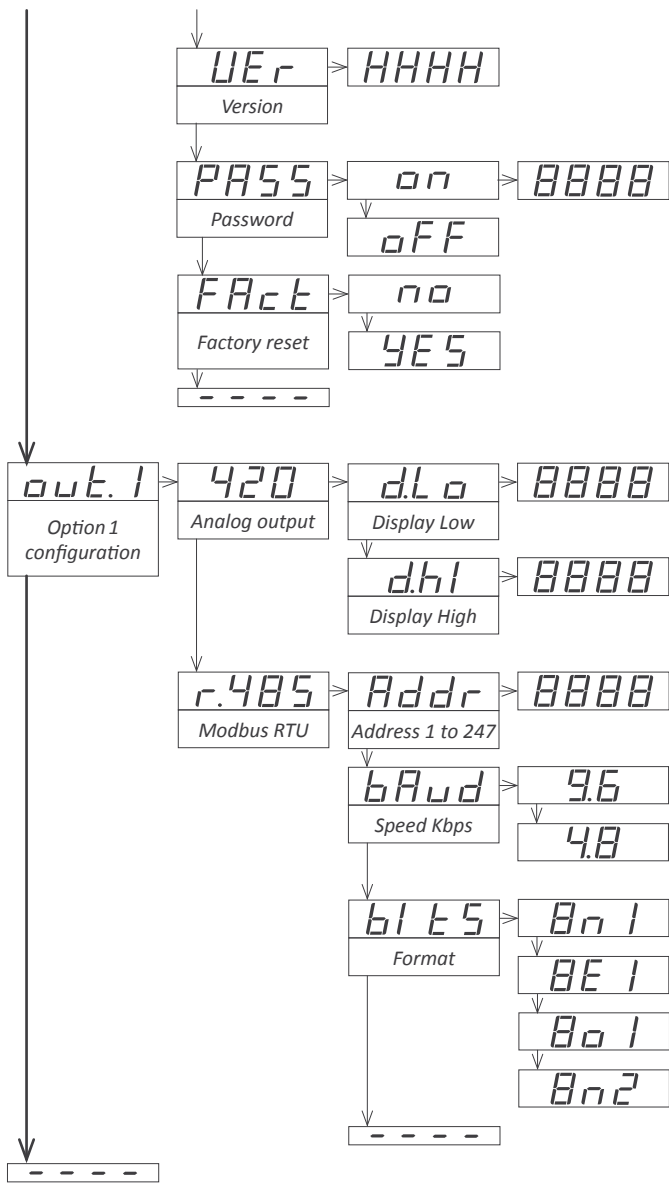 VEr HHHH
Version
PASS on 8888
Password
oFF
FAct no
Factory reset
YES
- - - -
out.1 420 d.Lo 8888
Option 1
configuration
Analog output
Display Low
d.hI 8888
Display High
r.485 Addr 8888
Modbus RTU
Address 1 to 247
bAud 9.6
Speed Kbps
4.8
bItS 8n1
Format
8E1
8o1
8n2
- - - -
- - - -